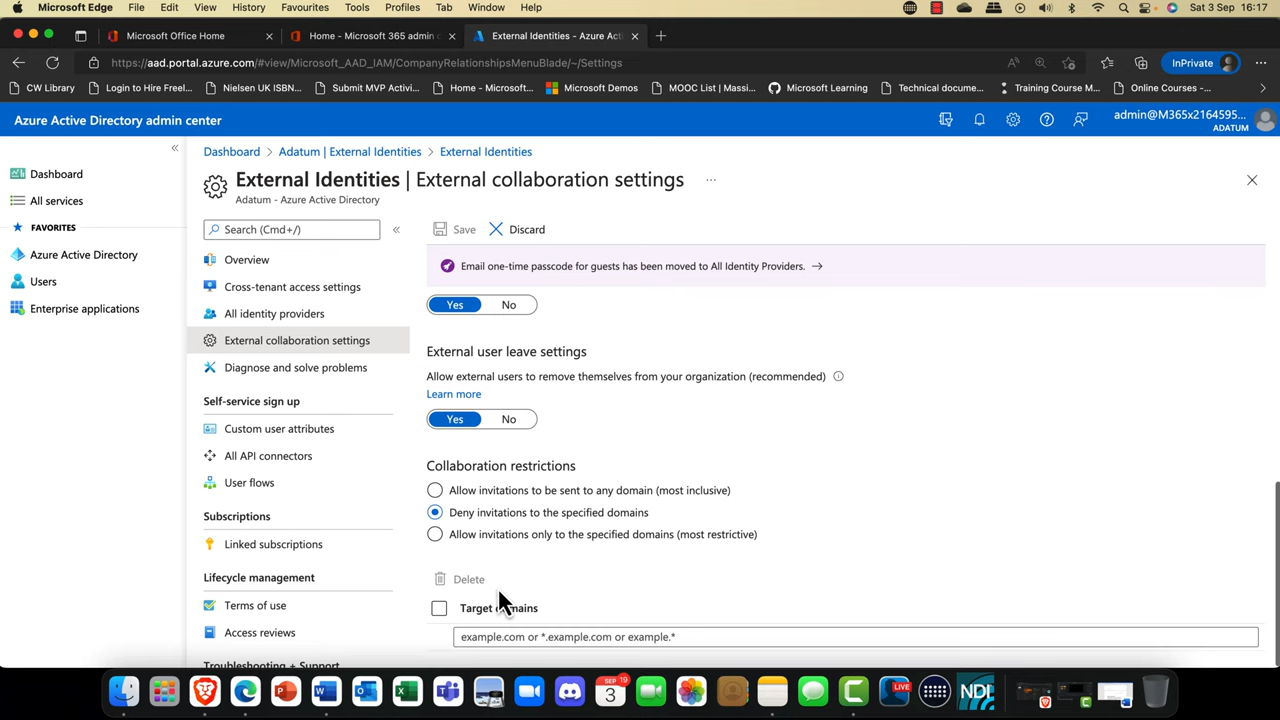 Microsoft Edge File Edit View History Favourites Tools Profiles Tab Window Help Sat 3 Sep 16:17
Microsoft Office Home Home - Microsoft 365 admin c External Identities - Azure Acti
https://aad.portal.azure.com/#view/Microsoft_AAD_IAM/CompanyRelationshipsMenuBlade/~/Settings InPrivate
CW Library Login to Hire Freel... Nielsen UK ISBN... Submit MVP Activi... Home - Microsoft... Microsoft Demos MOOC List | Massi... Microsoft Learning Technical docume... Training Course M... Online Courses -...
Azure Active Directory admin center admin@M365x2164595...
ADATUM
Dashboard > Adatum | External Identities > External Identities
External Identities | External collaboration settings ...
Adatum - Azure Active Directory
Dashboard
All services
FAVORITES
Azure Active Directory
Users
Enterprise applications
Search (Cmd+/)
Overview
Cross-tenant access settings
All identity providers
External collaboration settings
Diagnose and solve problems
Self-service sign up
Custom user attributes
All API connectors
User flows
Subscriptions
Linked subscriptions
Lifecycle management
Terms of use
Access reviews
Troubleshooting + Support
Save Discard
Email one-time passcode for guests has been moved to All Identity Providers. →
Yes No
External user leave settings
Allow external users to remove themselves from your organization (recommended)
Learn more
Yes No
Collaboration restrictions
Allow invitations to be sent to any domain (most inclusive)
Deny invitations to the specified domains
Allow invitations only to the specified domains (most restrictive)
Delete
Target domains
example.com or *.example.com or example.*
SEP 19
3
LIVE
NDI